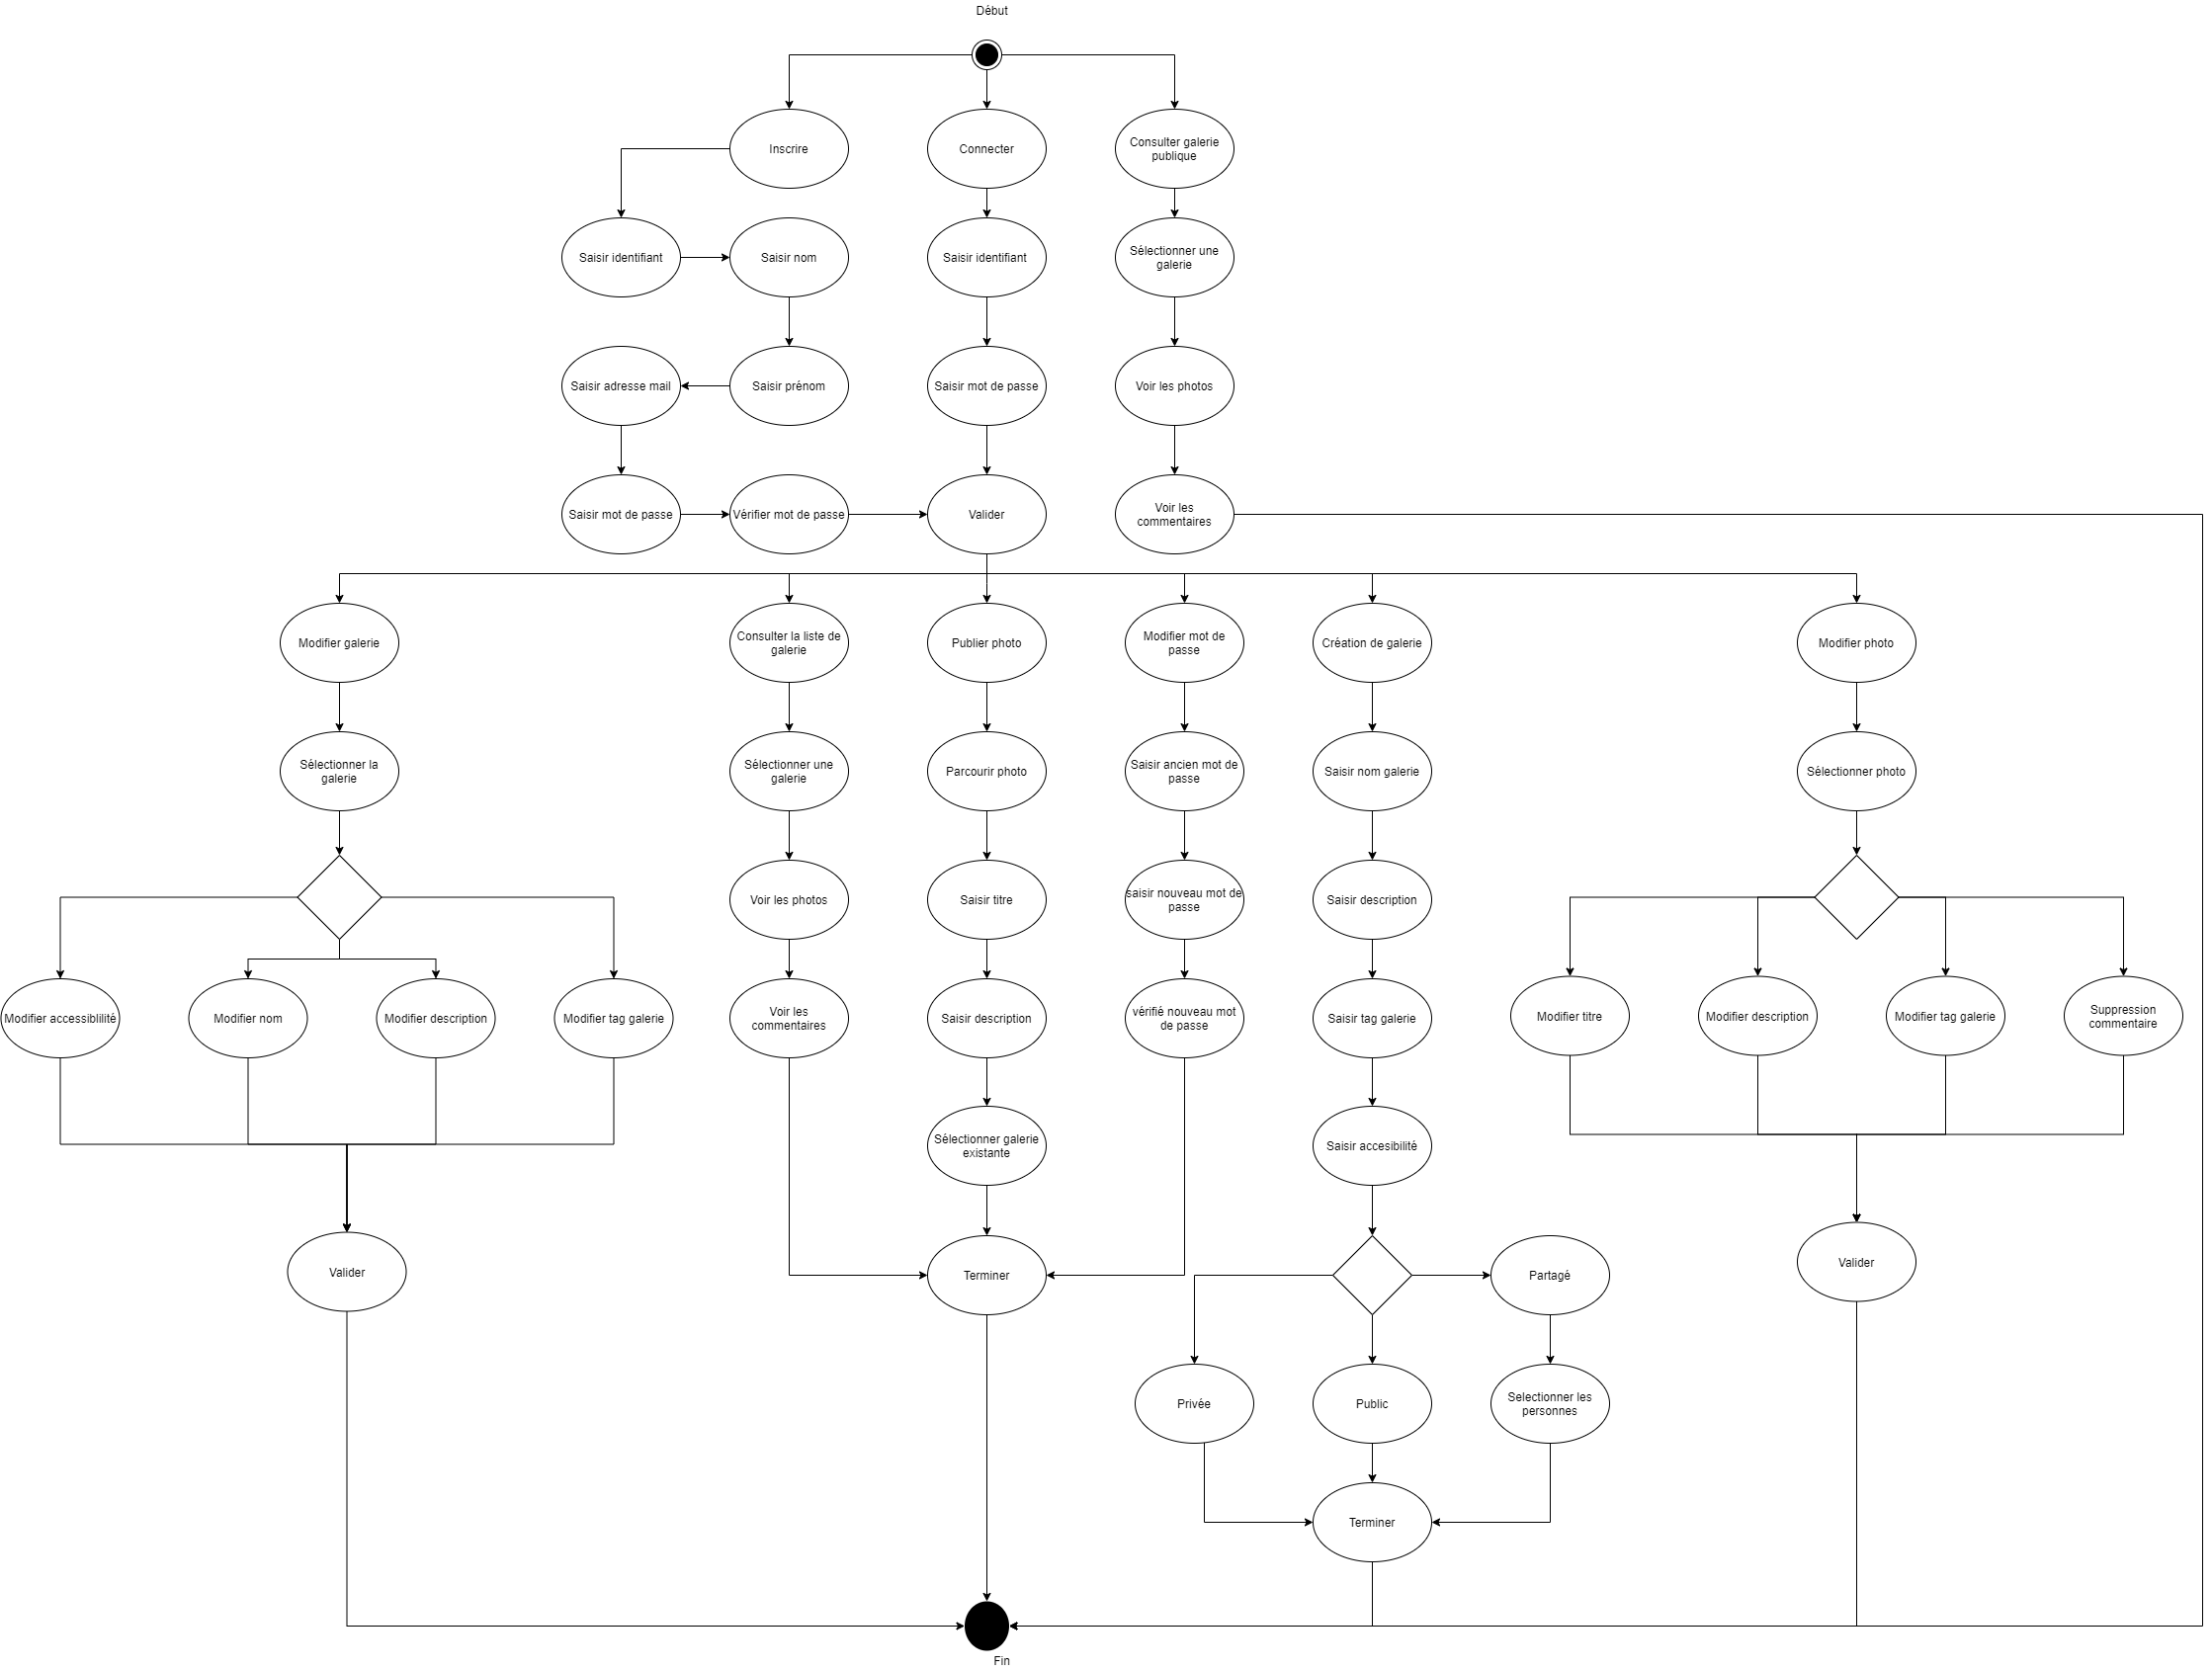 Début
Inscrire
Connecter
Consulter galerie
publique
Saisir identifiant
Saisir nom
Saisir identifiant
Sélectionner une
galerie
Saisir adresse mail
Saisir prénom
Saisir mot de passe
Voir les photos
Saisir mot de passe
Vérifier mot de passe
Valider
Voir les
commentaires
Modifier galerie
Consulter la liste de
galerie
Publier photo
Modifier mot de
passe
Création de galerie
Modifier photo
Sélectionner la
galerie
Sélectionner une
galerie
Parcourir photo
Saisir ancien mot de
passe
Saisir nom galerie
Sélectionner photo
Voir les photos
Saisir titre
saisir nouveau mot de
passe
Saisir description
Modifier accessiblilité
Modifier nom
Modifier description
Modifier tag galerie
Voir les
commentaires
Saisir description
vérifié nouveau mot
de passe
Saisir tag galerie
Modifier titre
Modifier description
Modifier tag galerie
Suppression
commentaire
Sélectionner galerie
existante
Saisir accesibilité
Valider
Terminer
Partagé
Valider
Privée
Public
Selectionner les
personnes
Terminer
Fin